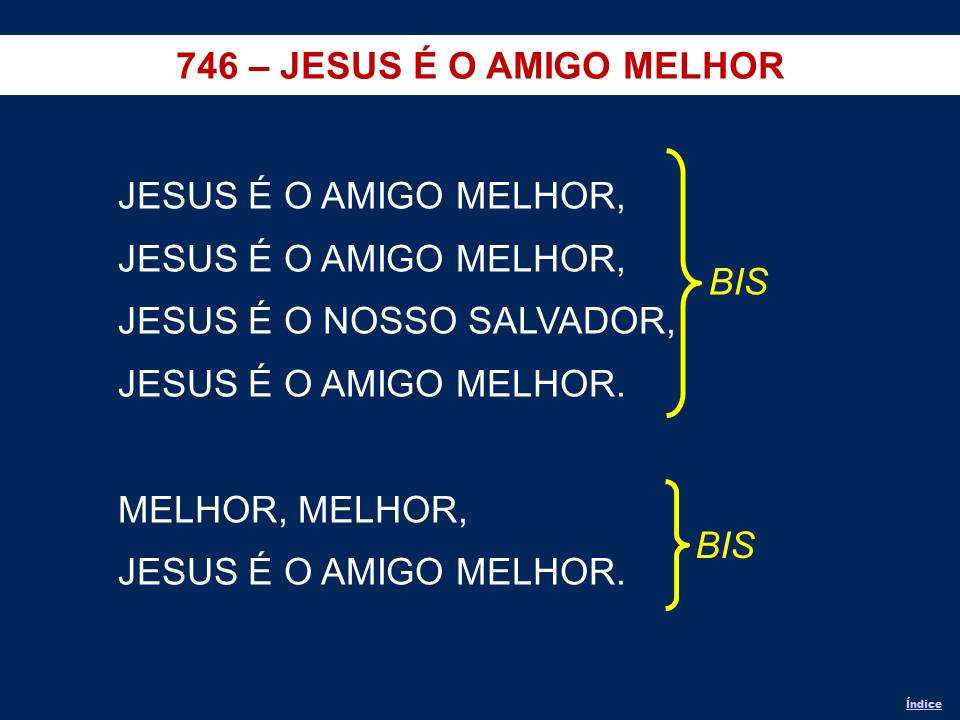 746 – JESUS É O AMIGO MELHOR
JESUS É O AMIGO MELHOR,
JESUS É O AMIGO MELHOR,
JESUS É O NOSSO SALVADOR,
JESUS É O AMIGO MELHOR.
BIS
MELHOR, MELHOR,
JESUS É O AMIGO MELHOR.
BIS
Índice